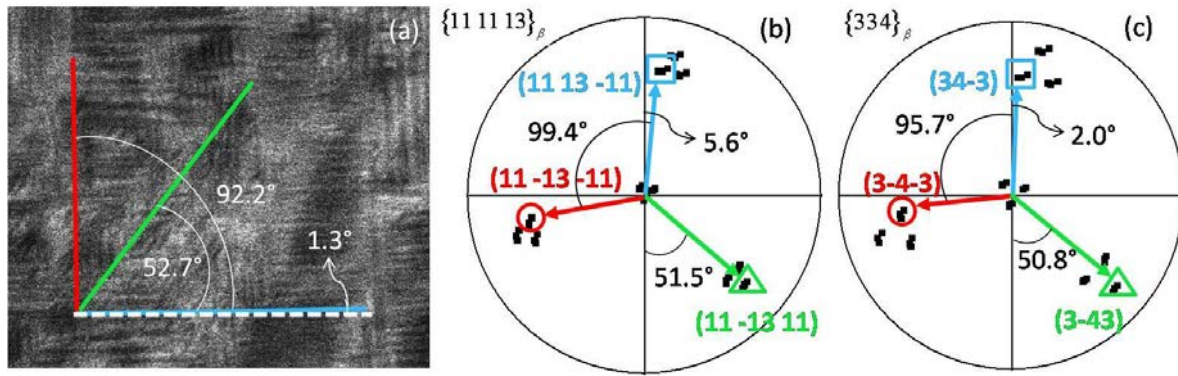 (a)
92.2°
52.7°
1.3°
{11 11 13}β
(b)
(11 13 -11)
99.4°
5.6°
(11 -13 -11)
51.5°
(11 -13 11)
{334}β
(c)
(34-3)
95.7°
2.0°
(3-4-3)
50.8°
(3-43)